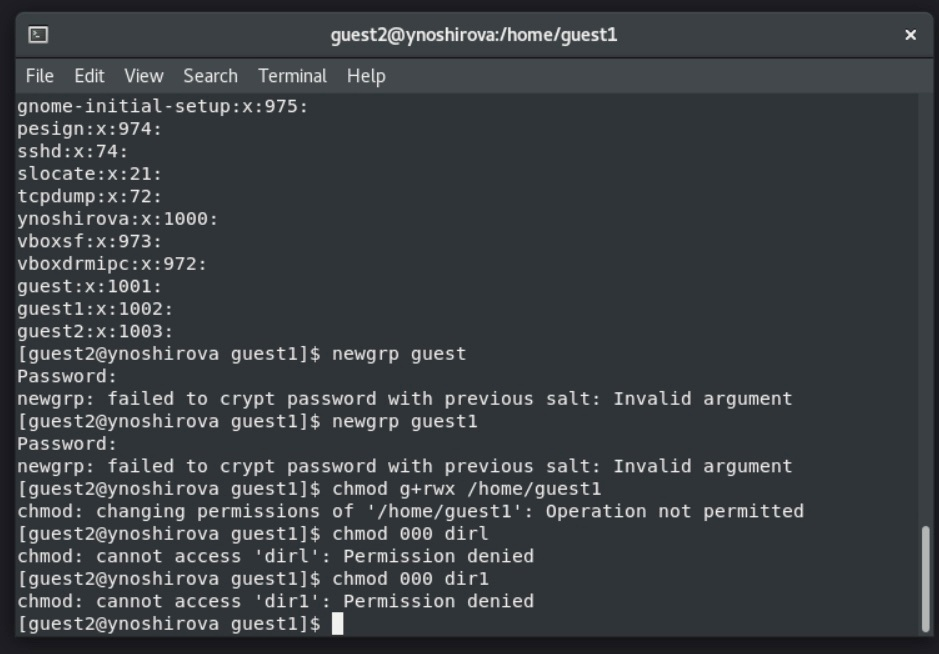 guest2@ynoshirova:/home/guest1
File Edit View Search Terminal Help
gnome-initial-setup:x:975:
pesign:x:974:
sshd:x:74:
slocate:x:21:
tcpdump:x:72:
ynoshirova:x:1000:
vboxsf:x:973:
vboxdrmipc:x:972:
guest:x:1001:
guest1:x:1002:
guest2:x:1003:
[guest2@ynoshirova guest1]$ newgrp guest
Password:
newgrp: failed to crypt password with previous salt: Invalid argument
[guest2@ynoshirova guest1]$ newgrp guest1
Password:
newgrp: failed to crypt password with previous salt: Invalid argument
[guest2@ynoshirova guest1]$ chmod g+rwx /home/guest1
chmod: changing permissions of '/home/guest1': Operation not permitted
[guest2@ynoshirova guest1]$ chmod 000 dirl
chmod: cannot access 'dirl': Permission denied
[guest2@ynoshirova guest1]$ chmod 000 dir1
chmod: cannot access 'dir1': Permission denied
[guest2@ynoshirova guest1]$